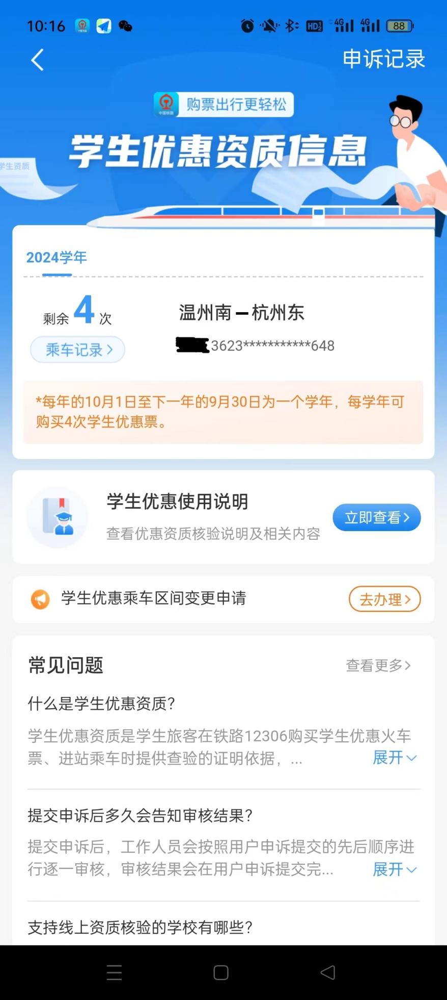 10:16
HD 1 2
4G
4G
88
申诉记录
中国铁路
购票出行更轻松
学生优惠资质信息
学生资质
2024学年
剩余4次
温州南 — 杭州东
乘车记录
3623***********648
*每年的10月1日至下一年的9月30日为一个学年，每学年可
购买4次学生优惠票。
学生优惠使用说明
查看优惠资质核验说明及相关内容
立即查看
学生优惠乘车区间变更申请
去办理
常见问题
查看更多
什么是学生优惠资质？
学生优惠资质是学生旅客在铁路12306购买学生优惠火车
票、进站乘车时提供查验的证明依据，...
展开
提交申诉后多久会告知审核结果？
提交申诉后，工作人员会按照用户申诉提交的先后顺序进
行逐一审核，审核结果会在用户申诉提交完...
展开
支持线上资质核验的学校有哪些？